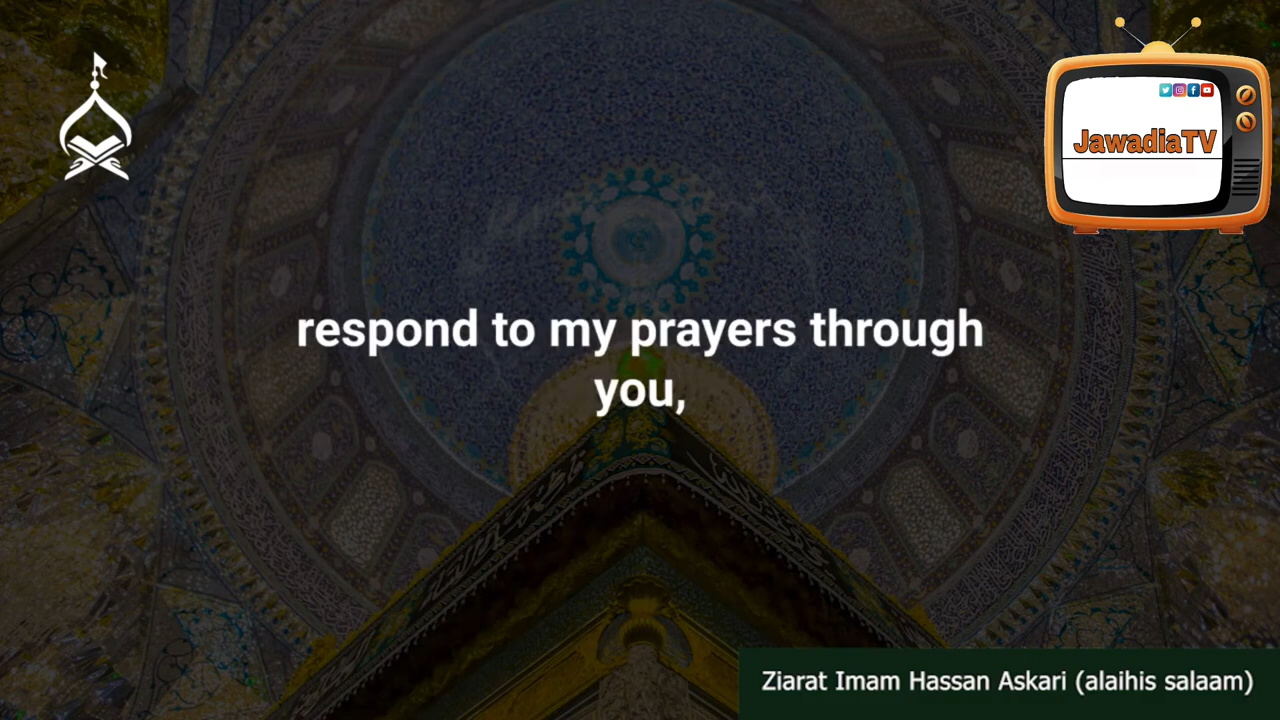 JawadiaTV
respond to my prayers through
you,
Ziarat Imam Hassan Askari (alaihis salaam)